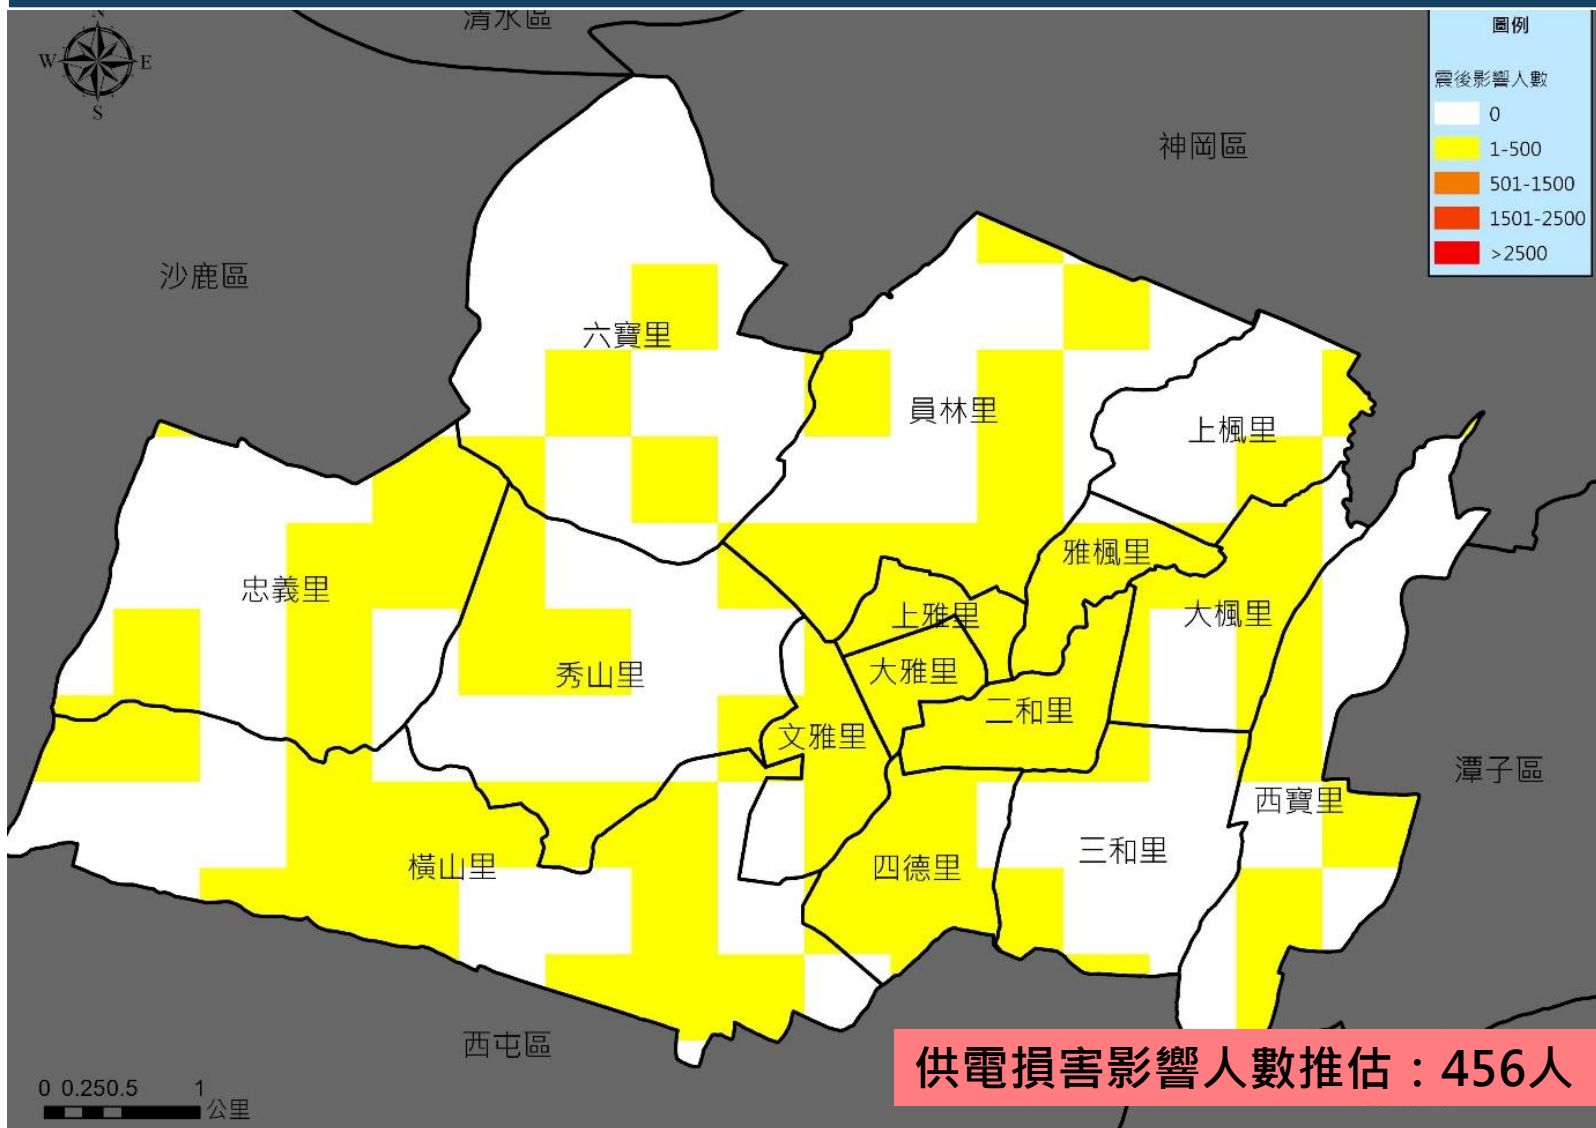 N
W
E
S
清水區
圖例
震後影響人數
0
1-500
501-1500
1501-2500
>2500
神岡區
沙鹿區
六寶里
員林里
上楓里
雅楓里
忠義里
上雅里
大楓里
秀山里
大雅里
二和里
文雅里
潭子區
西寶里
橫山里
四德里
三和里
西屯區
供電損害影響人數推估：456人
0 0.250.5 1
公里